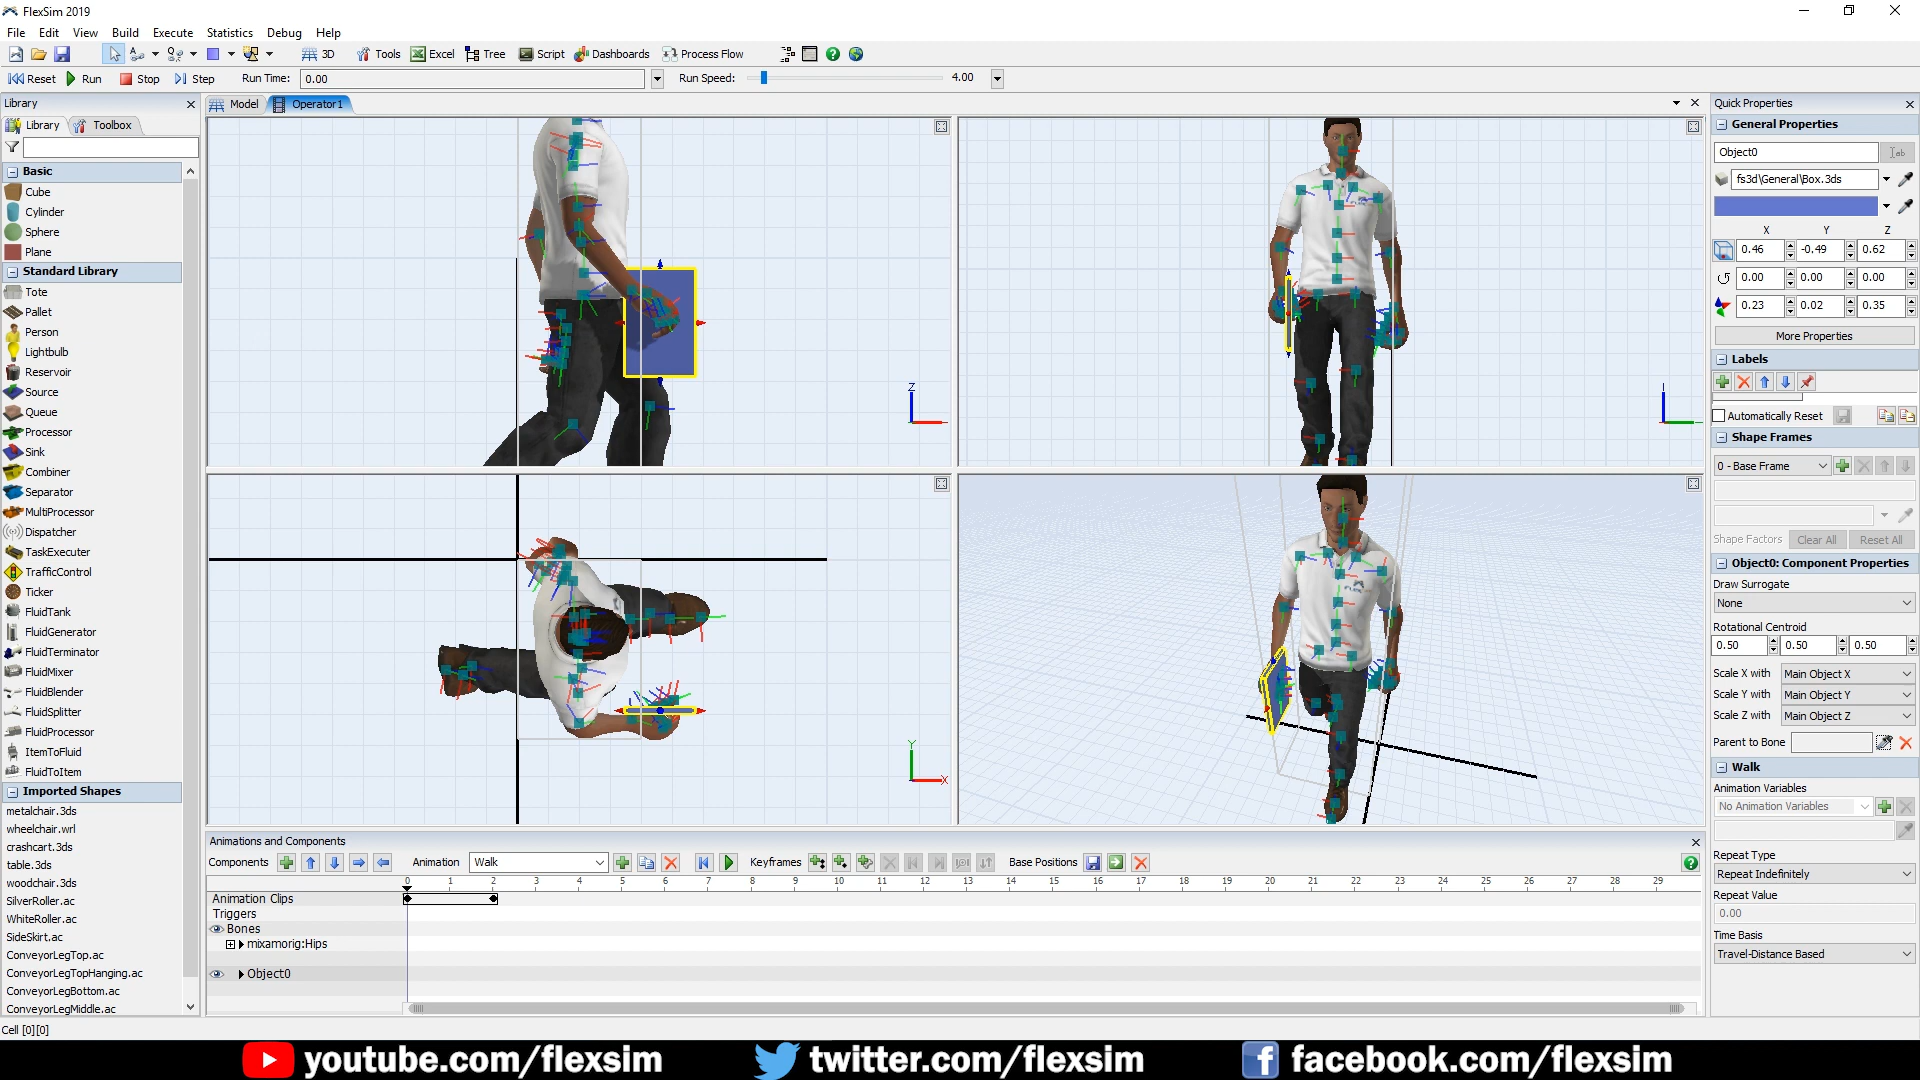 FlexSim 2019
File Edit View Build Execute Statistics Debug Help
3D Tools Excel Tree Script Dashboards Process Flow
Reset Run Stop Step Run Time: 0.00 Run Speed: 4.00
Library
Library Toolbox
Basic
Cube
Cylinder
Sphere
Plane
Standard Library
Tote
Pallet
Person
Lightbulb
Reservoir
Source
Queue
Processor
Sink
Combiner
Separator
MultiProcessor
Dispatcher
TaskExecuter
TrafficControl
Ticker
FluidTank
FluidGenerator
FluidTerminator
FluidMixer
FluidBlender
FluidSplitter
FluidProcessor
ItemToFluid
FluidToItem
Imported Shapes
metalchair.3ds
wheelchair.wrl
crashcart.3ds
table.3ds
woodchair.3ds
SilverRoller.ac
WhiteRoller.ac
SideSkirt.ac
ConveyorLegTop.ac
ConveyorLegTopHanging.ac
ConveyorLegBottom.ac
ConveyorLegMiddle.ac
Model Operator1
Z
Y
X
Animations and Components
Components Animation Walk Keyframes Base Positions
0 1 2 3 4 5 6 7 8 9 10 11 12 13 14 15 16 17 18 19 20 21 22 23 24 25 26 27 28 29
Animation Clips
Triggers
Bones
mixamorig:Hips
Object0
Quick Properties
General Properties
Object0
fs3d\General\Box.3ds
X Y Z
0.46 -0.49 0.62
0.00 0.00 0.00
0.23 0.02 0.35
More Properties
Labels
Automatically Reset
Shape Frames
0 - Base Frame
Shape Factors Clear All Reset All
Object0: Component Properties
Draw Surrogate
None
Rotational Centroid
0.50 0.50 0.50
Scale X with Main Object X
Scale Y with Main Object Y
Scale Z with Main Object Z
Parent to Bone
Walk
Animation Variables
No Animation Variables
Repeat Type
Repeat Indefinitely
Repeat Value
0.00
Time Basis
Travel-Distance Based
Cell [0][0]
youtube.com/flexsim twitter.com/flexsim facebook.com/flexsim